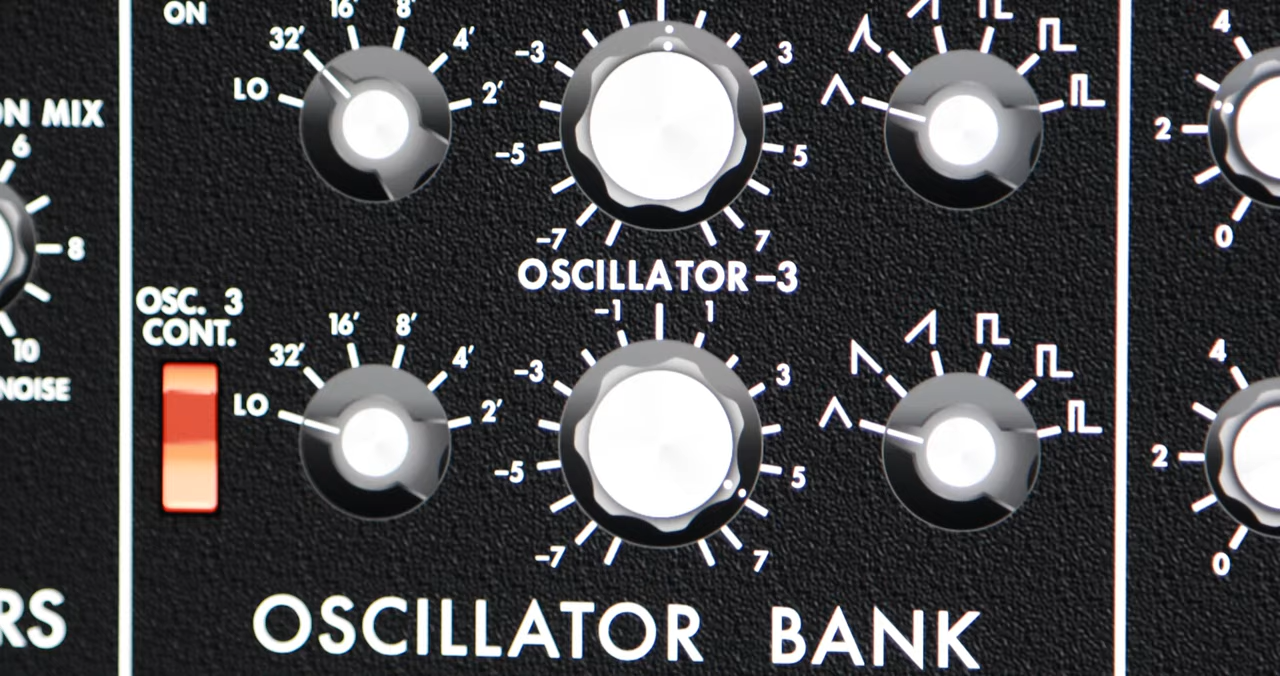 ON
16′ 8′
32′ 4′
LO 2′
-3 3
-5 5
-7 7
4
2
0
ON MIX
6
8
10
NOISE
OSCILLATOR-3
OSC. 3
CONT.
16′ 8′
32′ 4′
LO 2′
-1 1
-3 3
-5 5
-7 7
4
2
0
RS
OSCILLATOR BANK